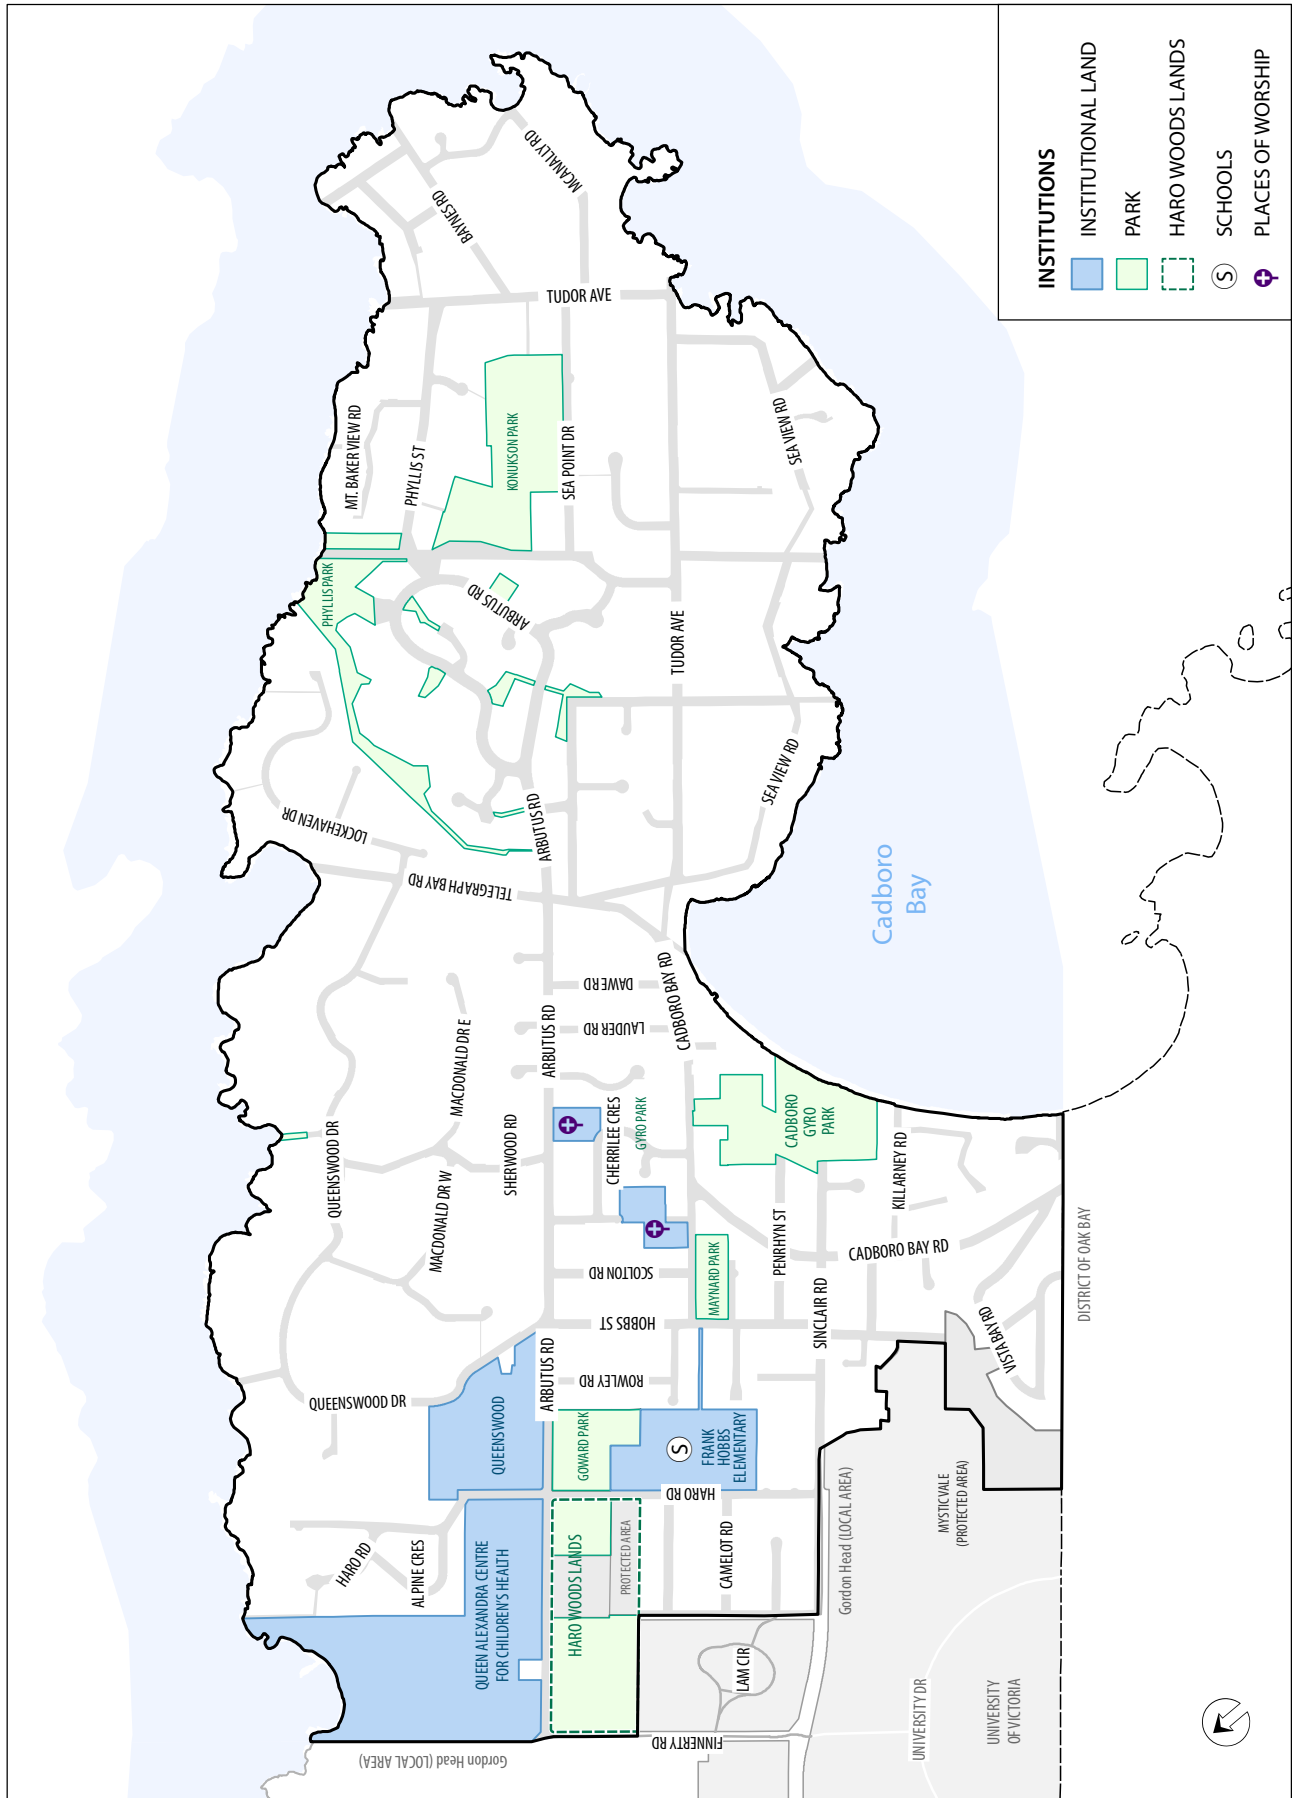 INSTITUTIONS
INSTITUTIONAL LAND
PARK
HARO WOODS LANDS
S
SCHOOLS
PLACES OF WORSHIP
MCANALLY RD
BAYNES RD
TUDOR AVE
MT. BAKER VIEW RD
PHYLLIS ST
KONUKSON PARK
SEA POINT DR
SEA VIEW RD
PHYLLIS PARK
ARBUTUS RD
TUDOR AVE
SEA VIEW RD
LOCKEHAVEN DR
ARBUTUS RD
TELEGRAPH BAY RD
Cadboro
Bay
DAWE RD
CADBORO BAY RD
LAUDER RD
ARBUTUS RD
MACDONALD DR E
CHERRILEE CRES
GYRO PARK
CADBORO
GYRO
PARK
QUEENSWOOD DR
SHERWOOD RD
MACDONALD DR W
KILLARNEY RD
PENRHYN ST
CADBORO BAY RD
SCOLTON RD
MAYNARD PARK
HOBBS ST
SINCLAIR RD
VISTA BAY RD
DISTRICT OF OAK BAY
ARBUTUS RD
ROWLEY RD
QUEENSWOOD DR
QUEENSWOOD
GOWARD PARK
S
FRANK
HOBBS
ELEMENTARY
HARO RD
MYSTIC VALE
(PROTECTED AREA)
Gordon Head (LOCAL AREA)
HARO RD
ALPINE CRES
QUEEN ALEXANDRA CENTRE
FOR CHILDREN'S HEALTH
HARO WOODS LANDS
PROTECTED AREA
CAMELOT RD
LAM CIR
FINNERTY RD
UNIVERSITY DR
UNIVERSITY
OF VICTORIA
Gordon Head (LOCAL AREA)